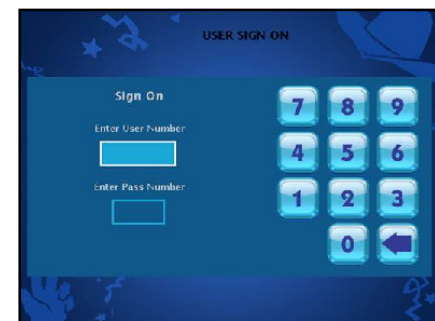 USER SIGN ON
Sign On
Enter User Number
Enter Pass Number
7 8 9
4 5 6
1 2 3
0